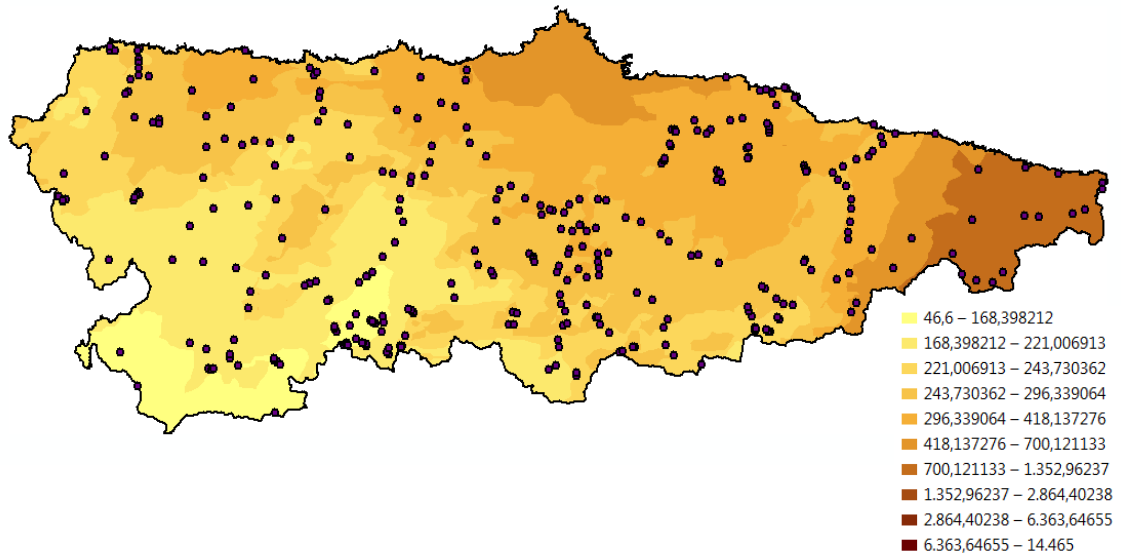 46,6 – 168,398212
168,398212 – 221,006913
221,006913 – 243,730362
243,730362 – 296,339064
296,339064 – 418,137276
418,137276 – 700,121133
700,121133 – 1.352,96237
1.352,96237 – 2.864,40238
2.864,40238 – 6.363,64655
6.363,64655 – 14.465